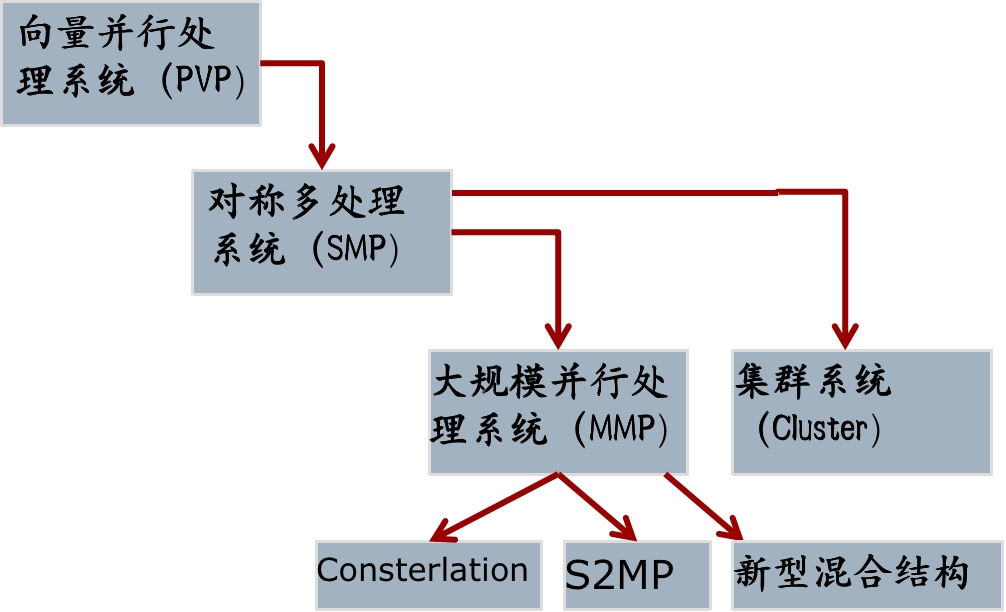 向量并行处
理系统（PVP）
对称多处理
系统（SMP）
大规模并行处
理系统（MMP）
集群系统
（Cluster）
Consterlation
S2MP
新型混合结构